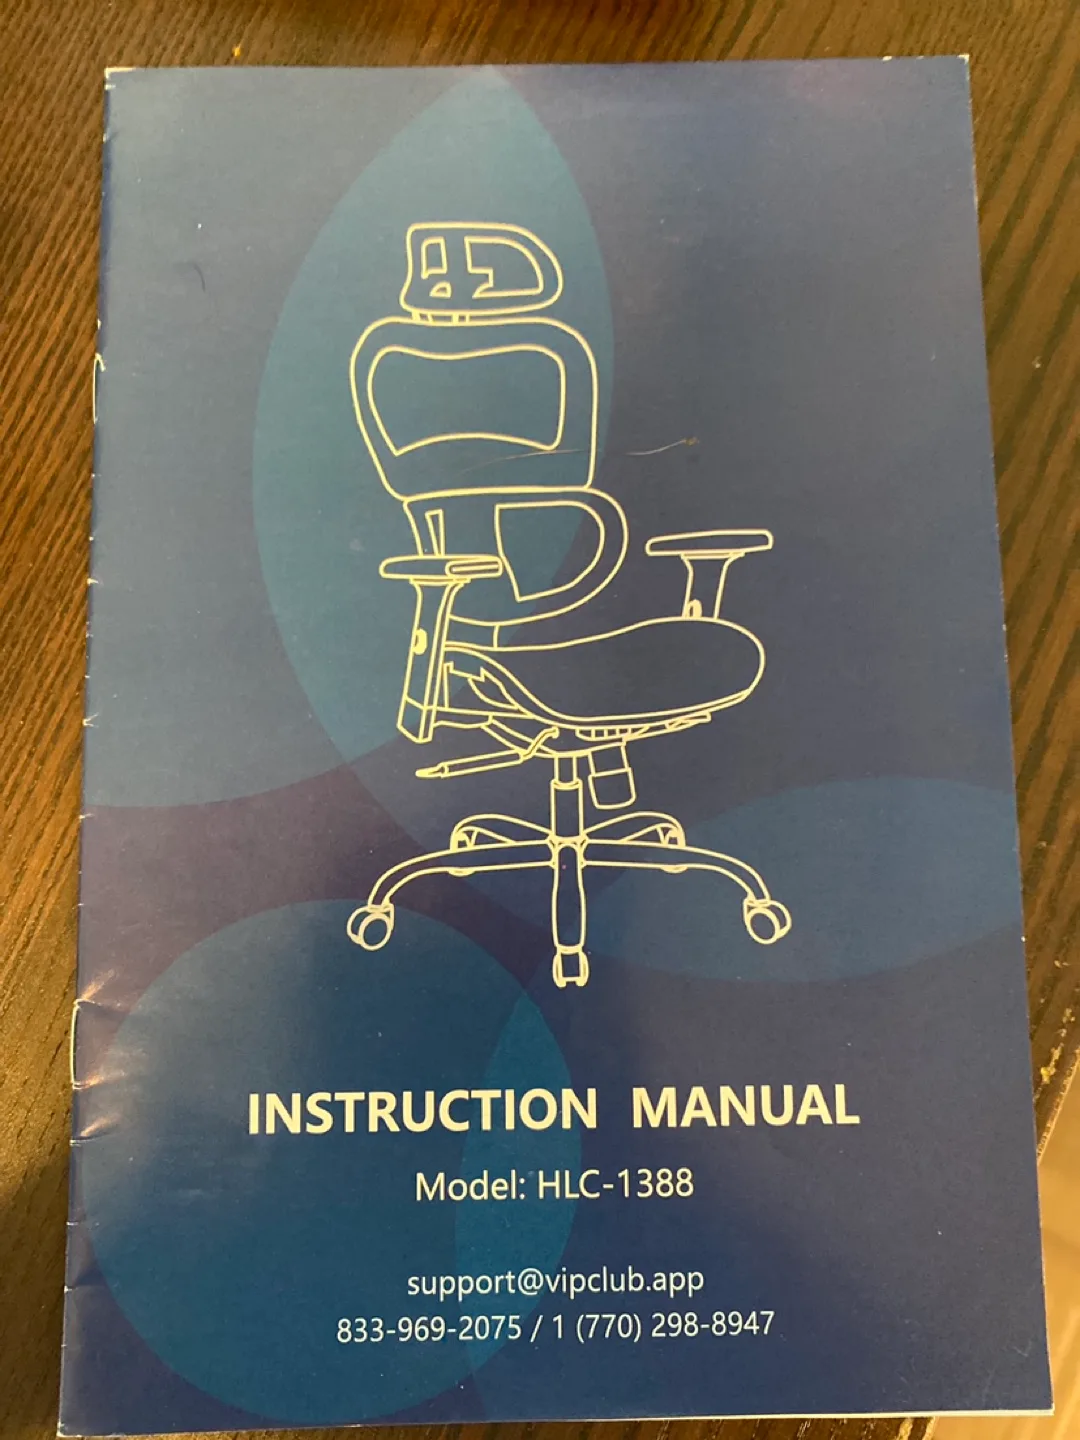 INSTRUCTION MANUAL
Model: HLC-1388
support@vipclub.app
833-969-2075 / 1 (770) 298-8947